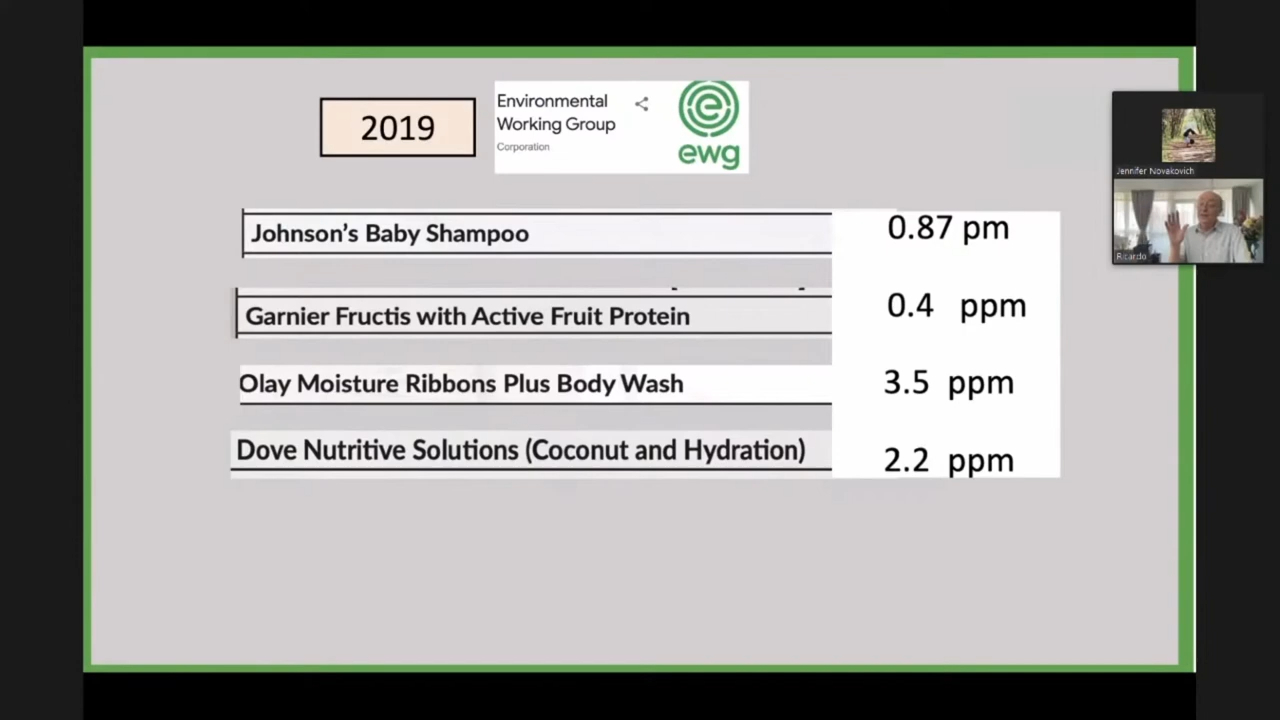 2019
Environmental
Working Group
Corporation
ewg
Johnson's Baby Shampoo 0.87 pm
Garnier Fructis with Active Fruit Protein 0.4 ppm
Olay Moisture Ribbons Plus Body Wash 3.5 ppm
Dove Nutritive Solutions (Coconut and Hydration) 2.2 ppm
Jennifer Novakovich
Ricardo